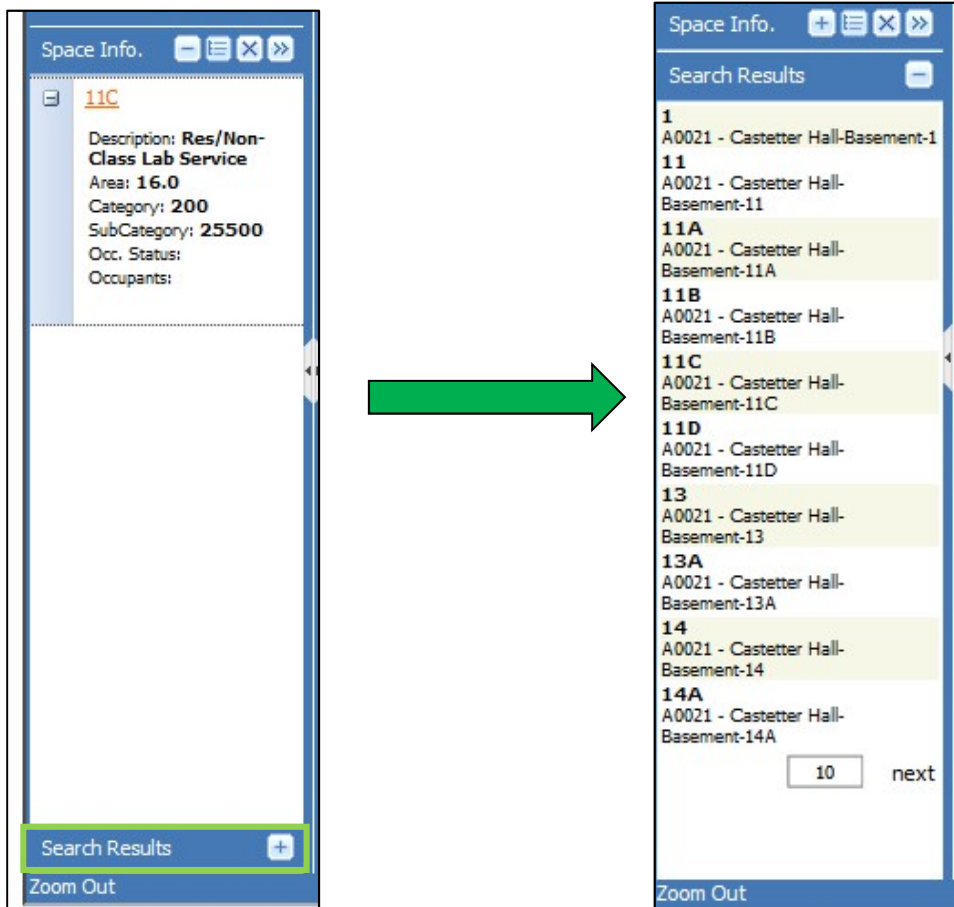 Space Info.
11C
Description: Res/Non-
Class Lab Service
Area: 16.0
Category: 200
SubCategory: 25500
Occ. Status:
Occupants:
Search Results
Zoom Out
Space Info.
Search Results
1
A0021 - Castetter Hall-Basement-1
11
A0021 - Castetter Hall-
Basement-11
11A
A0021 - Castetter Hall-
Basement-11A
11B
A0021 - Castetter Hall-
Basement-11B
11C
A0021 - Castetter Hall-
Basement-11C
11D
A0021 - Castetter Hall-
Basement-11D
13
A0021 - Castetter Hall-
Basement-13
13A
A0021 - Castetter Hall-
Basement-13A
14
A0021 - Castetter Hall-
Basement-14
14A
A0021 - Castetter Hall-
Basement-14A
10 next
Zoom Out